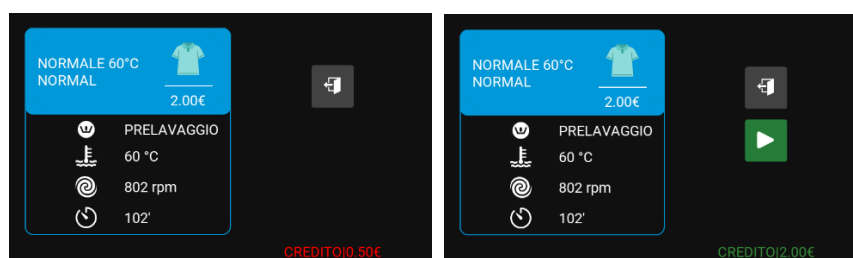 NORMALE 60°C
NORMAL
2.00€
PRELAVAGGIO
60 °C
802 rpm
102'
CREDITO|0.50€
NORMALE 60°C
NORMAL
2.00€
PRELAVAGGIO
60 °C
802 rpm
102'
CREDITO|2.00€